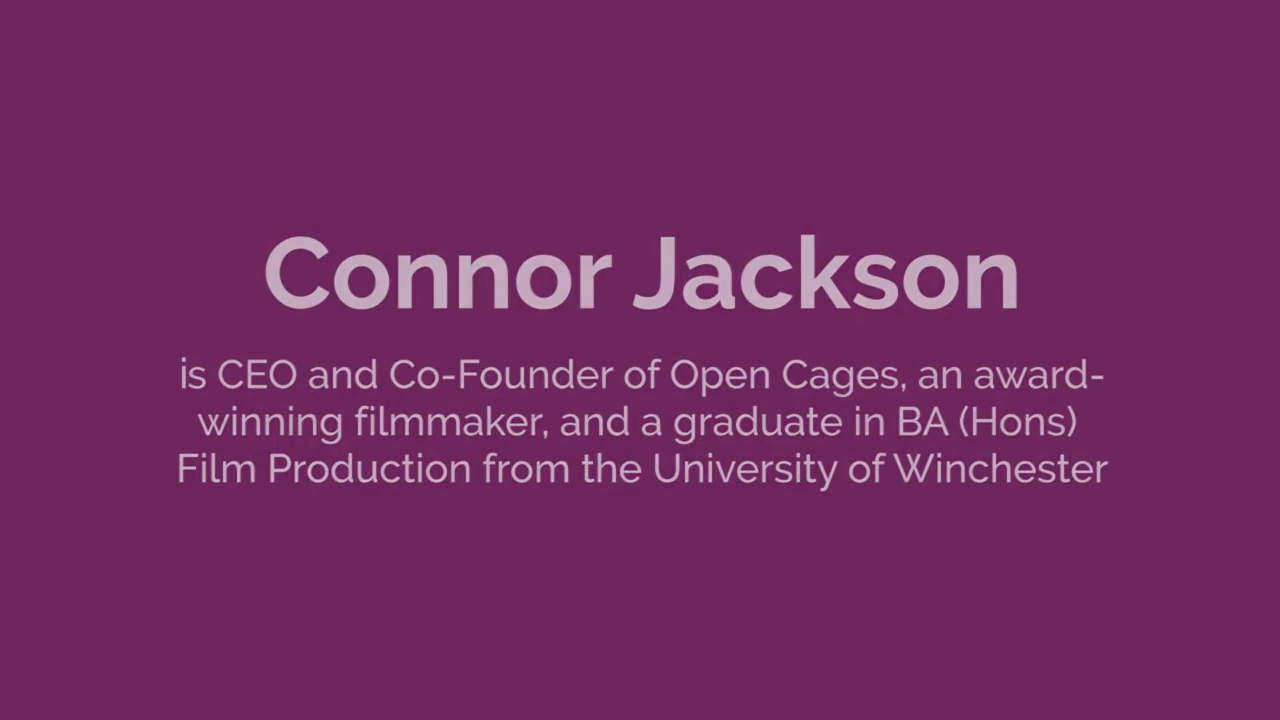 Connor Jackson
is CEO and Co-Founder of Open Cages, an award-
winning filmmaker, and a graduate in BA (Hons)
Film Production from the University of Winchester